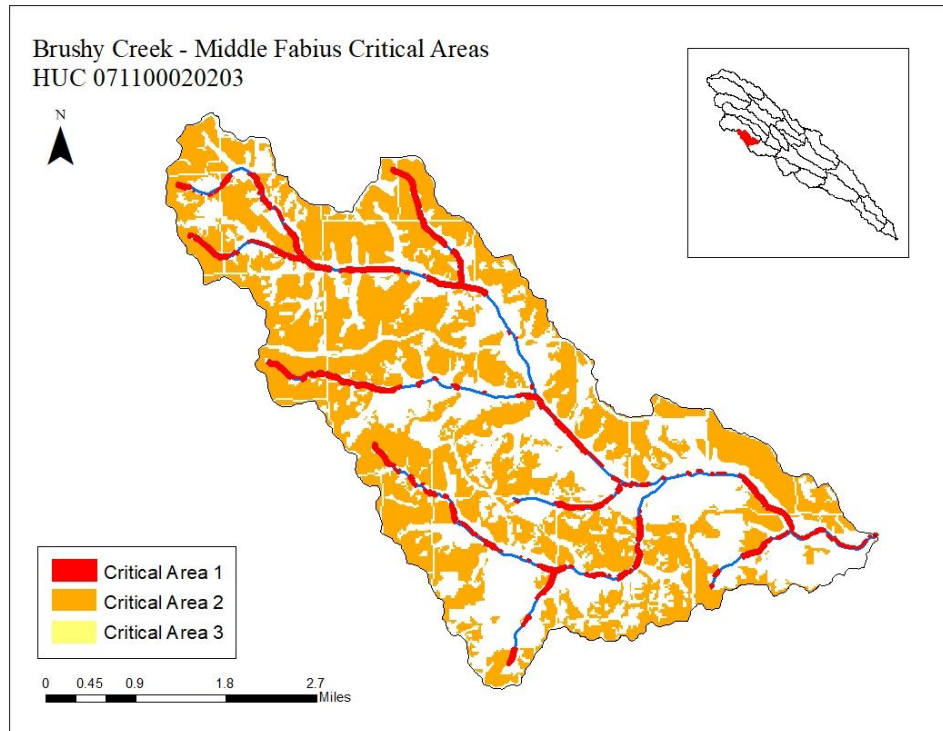 Brushy Creek - Middle Fabius Critical Areas
HUC 071100020203
N
Critical Area 1
Critical Area 2
Critical Area 3
0 0.45 0.9 1.8 2.7
Miles